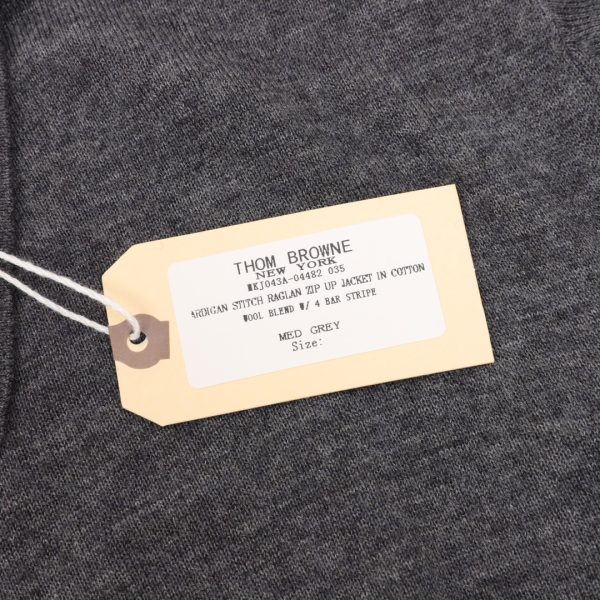 THOM BROWNE
NEW YORK
MKJ043A-04482 035
ARDIGAN STITCH RAGLAN ZIP UP JACKET IN COTTON
WOOL BLEND W/ 4 BAR STRIPE
MED GREY
Size: